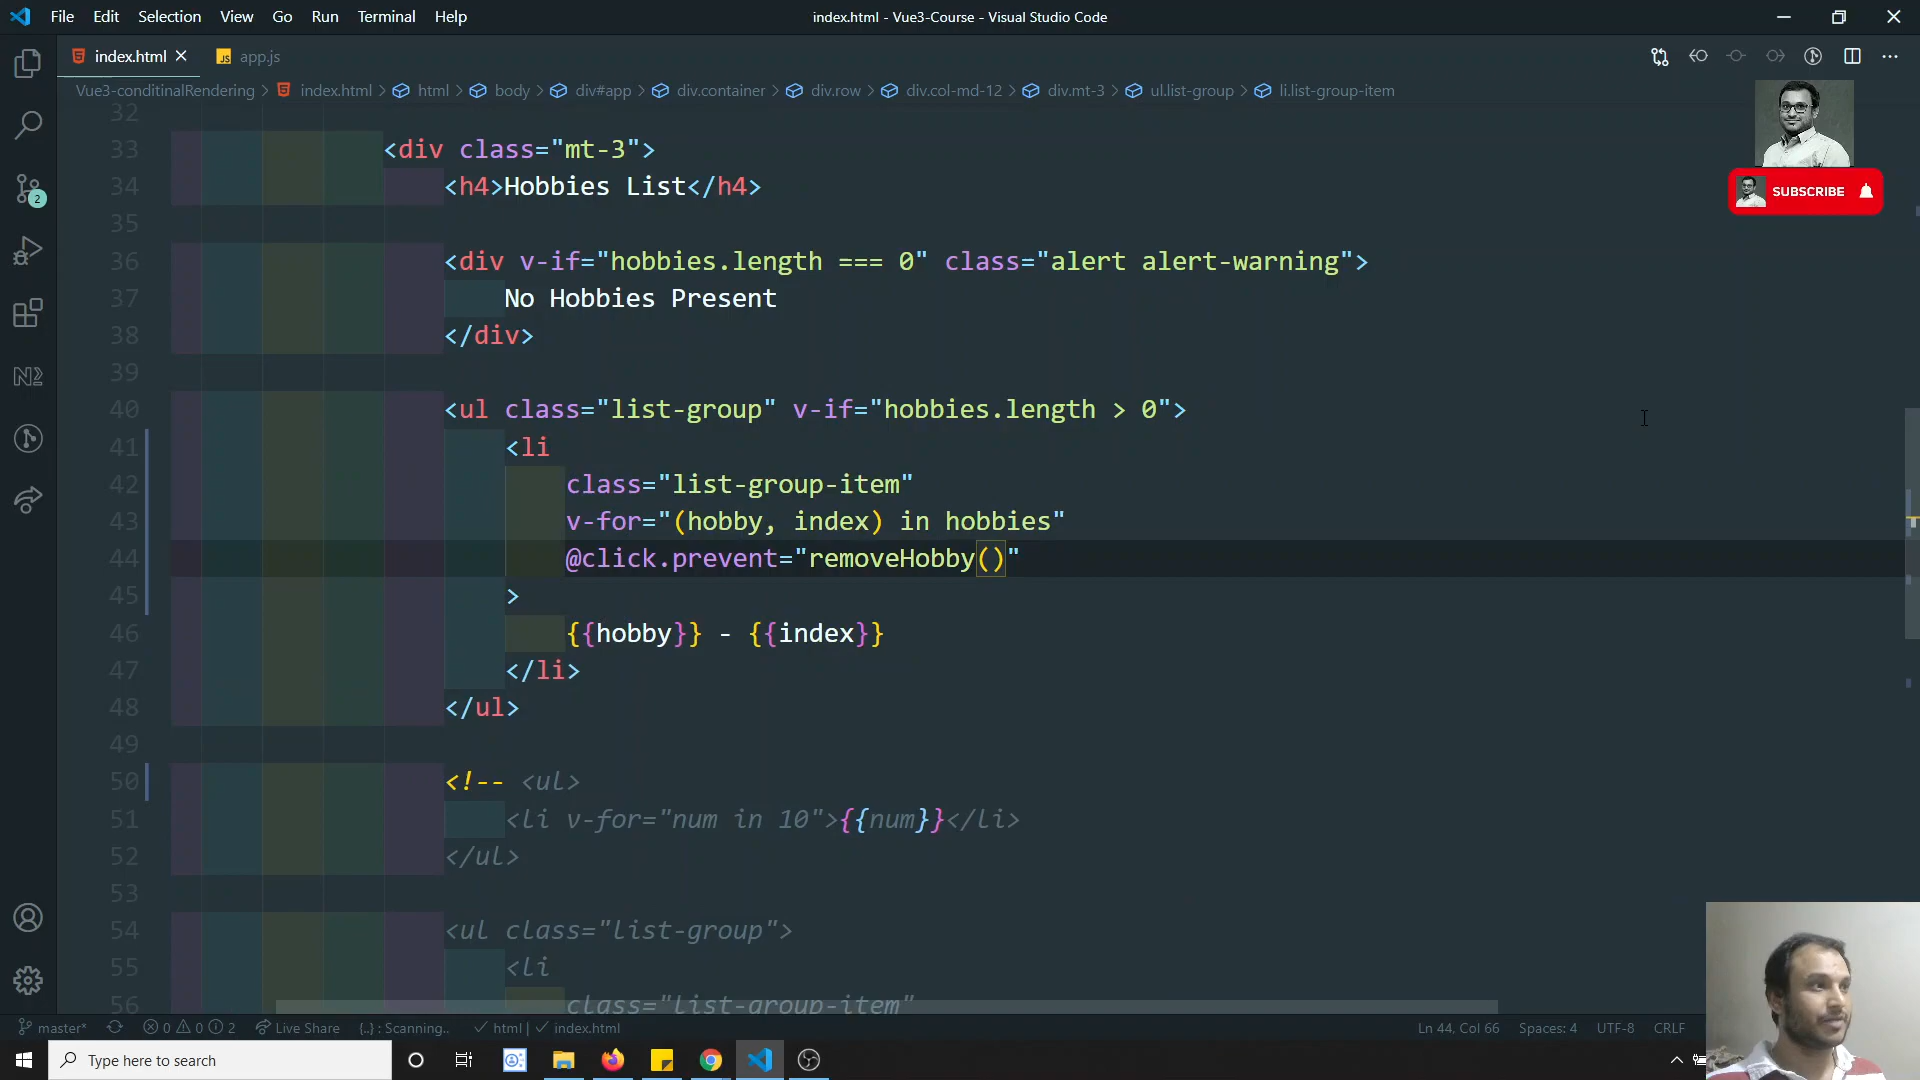 File Edit Selection View Go Run Terminal Help
index.html - Vue3-Course - Visual Studio Code
index.html
JS app.js
Vue3-conditinalRendering > index.html > html > body > div#app > div.container > div.row > div.col-md-12 > div.mt-3 > ul.list-group > li.list-group-item
32
33 <div class="mt-3">
34 <h4>Hobbies List</h4>
35
36 <div v-if="hobbies.length === 0" class="alert alert-warning">
37 No Hobbies Present
38 </div>
39
40 <ul class="list-group" v-if="hobbies.length > 0">
41 <li
42 class="list-group-item"
43 v-for="(hobby, index) in hobbies"
44 @click.prevent="removeHobby()"
45 >
46 {{hobby}} - {{index}}
47 </li>
48 </ul>
49
50 <!-- <ul>
51 <li v-for="num in 10">{{num}}</li>
52 </ul>
53
54 <ul class="list-group">
55 <li
56 class="list-group-item"
SUBSCRIBE
2
N2
master* 0 0 2 Live Share {..} : Scanning.. html | index.html
Ln 44, Col 66 Spaces: 4 UTF-8 CRLF
Type here to search